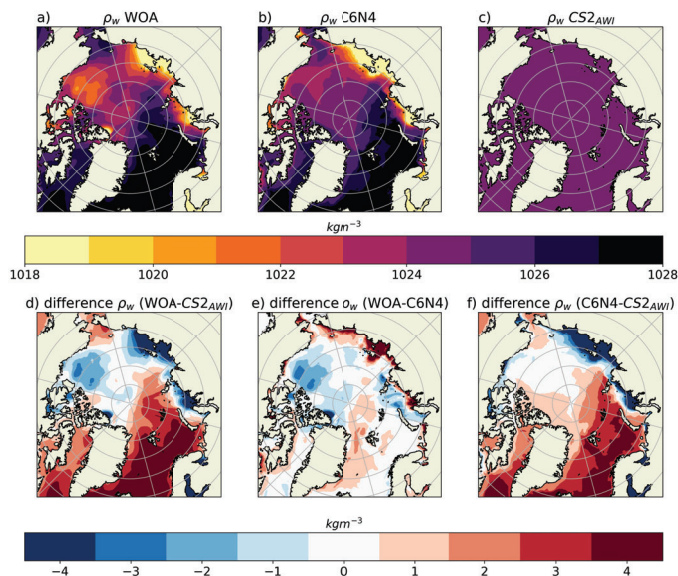 a) ρw WOA
b) ρw C6N4
c) ρw CS2AWI
kgm−3
1018 1020 1022 1024 1026 1028
d) difference ρw (WOA-CS2AWI)
e) difference ρw (WOA-C6N4)
f) difference ρw (C6N4-CS2AWI)
kgm−3
−4 −3 −2 −1 0 1 2 3 4